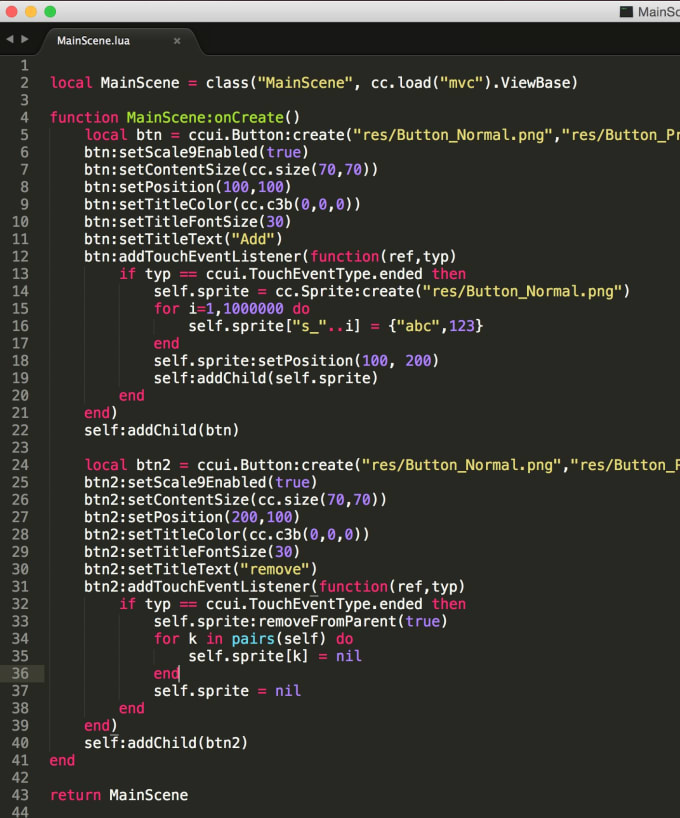 MainSc
MainScene.lua ×
1
2 local MainScene = class("MainScene", cc.load("mvc").ViewBase)
3
4 function MainScene:onCreate()
5     local btn = ccui.Button:create("res/Button_Normal.png","res/Button_Pr
6     btn:setScale9Enabled(true)
7     btn:setContentSize(cc.size(70,70))
8     btn:setPosition(100,100)
9     btn:setTitleColor(cc.c3b(0,0,0))
10     btn:setTitleFontSize(30)
11     btn:setTitleText("Add")
12     btn:addTouchEventListener(function(ref,typ)
13         if typ == ccui.TouchEventType.ended then
14             self.sprite = cc.Sprite:create("res/Button_Normal.png")
15             for i=1,1000000 do
16                 self.sprite["s_"..i] = {"abc",123}
17             end
18             self.sprite:setPosition(100, 200)
19             self:addChild(self.sprite)
20         end
21     end)
22     self:addChild(btn)
23
24     local btn2 = ccui.Button:create("res/Button_Normal.png","res/Button_P
25     btn2:setScale9Enabled(true)
26     btn2:setContentSize(cc.size(70,70))
27     btn2:setPosition(200,100)
28     btn2:setTitleColor(cc.c3b(0,0,0))
29     btn2:setTitleFontSize(30)
30     btn2:setTitleText("remove")
31     btn2:addTouchEventListener(function(ref,typ)
32         if typ == ccui.TouchEventType.ended then
33             self.sprite:removeFromParent(true)
34             for k in pairs(self) do
35                 self.sprite[k] = nil
36             end
37             self.sprite = nil
38         end
39     end)
40     self:addChild(btn2)
41 end
42
43 return MainScene
44